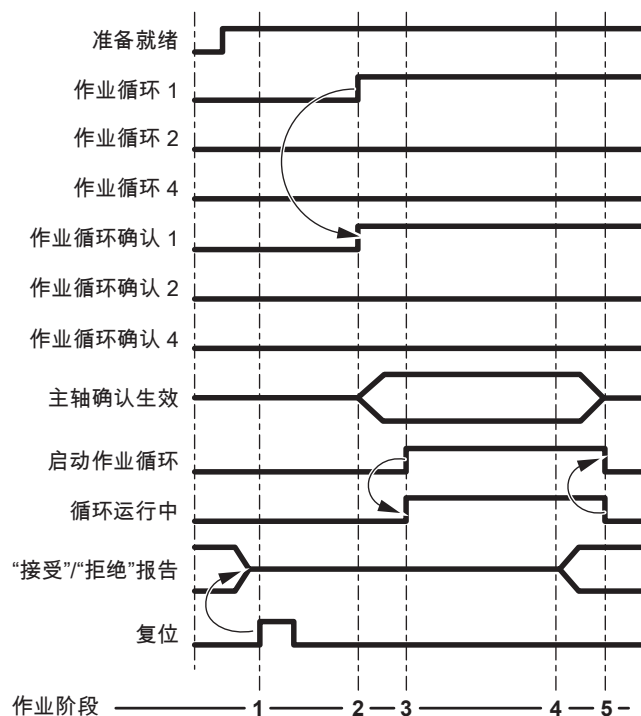 准备就绪
作业循环 1
作业循环 2
作业循环 4
作业循环确认 1
作业循环确认 2
作业循环确认 4
主轴确认生效
启动作业循环
循环运行中
“接受”/“拒绝”报告
复位
作业阶段 1 2 3 4 5